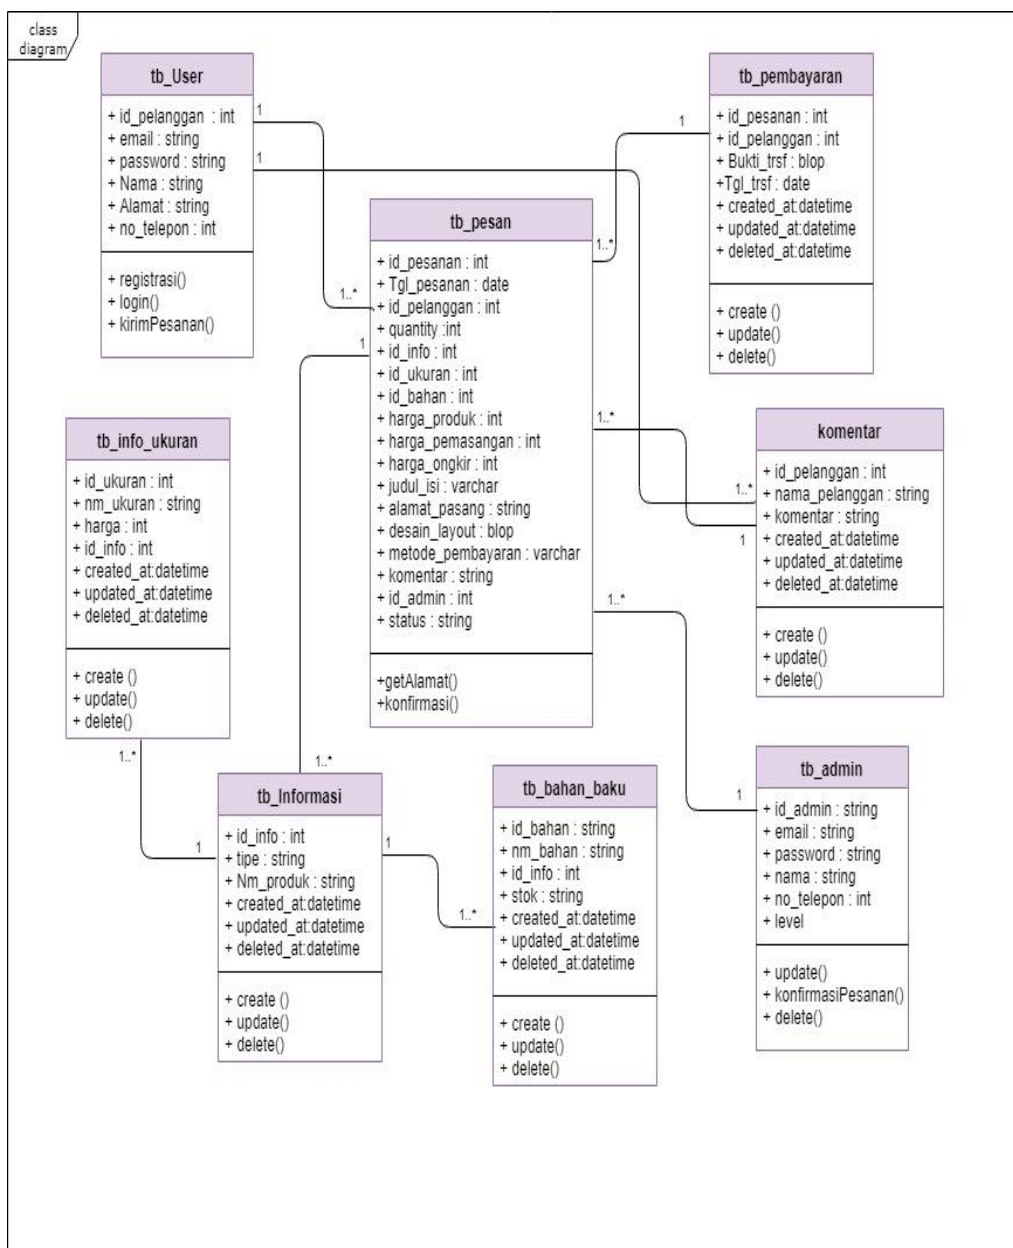 class
diagram
tb_User
+ id_pelanggan : int
+ email : string
+ password : string
+ Nama : string
+ Alamat : string
+ no_telepon : int
+ registrasi()
+ login()
+ kirimPesanan()
1
1
1..*
tb_pembayaran
+ id_pesanan : int
+ id_pelanggan : int
+ Bukti_trsf : blop
+Tgl_trsf : date
+ created_at:datetime
+ updated_at:datetime
+ deleted_at:datetime
+ create ()
+ update()
+ delete()
1
1..*
tb_pesan
+ id_pesanan : int
+ Tgl_pesanan : date
+ id_pelanggan : int
+ quantity :int
+ id_info : int
+ id_ukuran : int
+ id_bahan : int
+ harga_produk : int
+ harga_pemasangan : int
+ harga_ongkir : int
+ judul_isi : varchar
+ alamat_pasang : string
+ desain_layout : blop
+ metode_pembayaran : varchar
+ komentar : string
+ id_admin : int
+ status : string
+getAlamat()
+konfirmasi()
1
1..*
1..*
tb_info_ukuran
+ id_ukuran : int
+ nm_ukuran : string
+ harga : int
+ id_info : int
+ created_at:datetime
+ updated_at:datetime
+ deleted_at:datetime
+ create ()
+ update()
+ delete()
1..*
komentar
+ id_pelanggan : int
+ nama_pelanggan : string
+ komentar : string
+ created_at:datetime
+ updated_at:datetime
+ deleted_at:datetime
+ create ()
+ update()
+ delete()
1..*
1
tb_Informasi
+ id_info : int
+ tipe : string
+ Nm_produk : string
+ created_at:datetime
+ updated_at:datetime
+ deleted_at:datetime
+ create ()
+ update()
+ delete()
1..*
1
1
tb_bahan_baku
+ id_bahan : string
+ nm_bahan : string
+ id_info : int
+ stok : string
+ created_at:datetime
+ updated_at:datetime
+ deleted_at:datetime
+ create ()
+ update()
+ delete()
1..*
tb_admin
+ id_admin : string
+ email : string
+ password : string
+ nama : string
+ no_telepon : int
+ level
+ update()
+ konfirmasiPesanan()
+ delete()
1